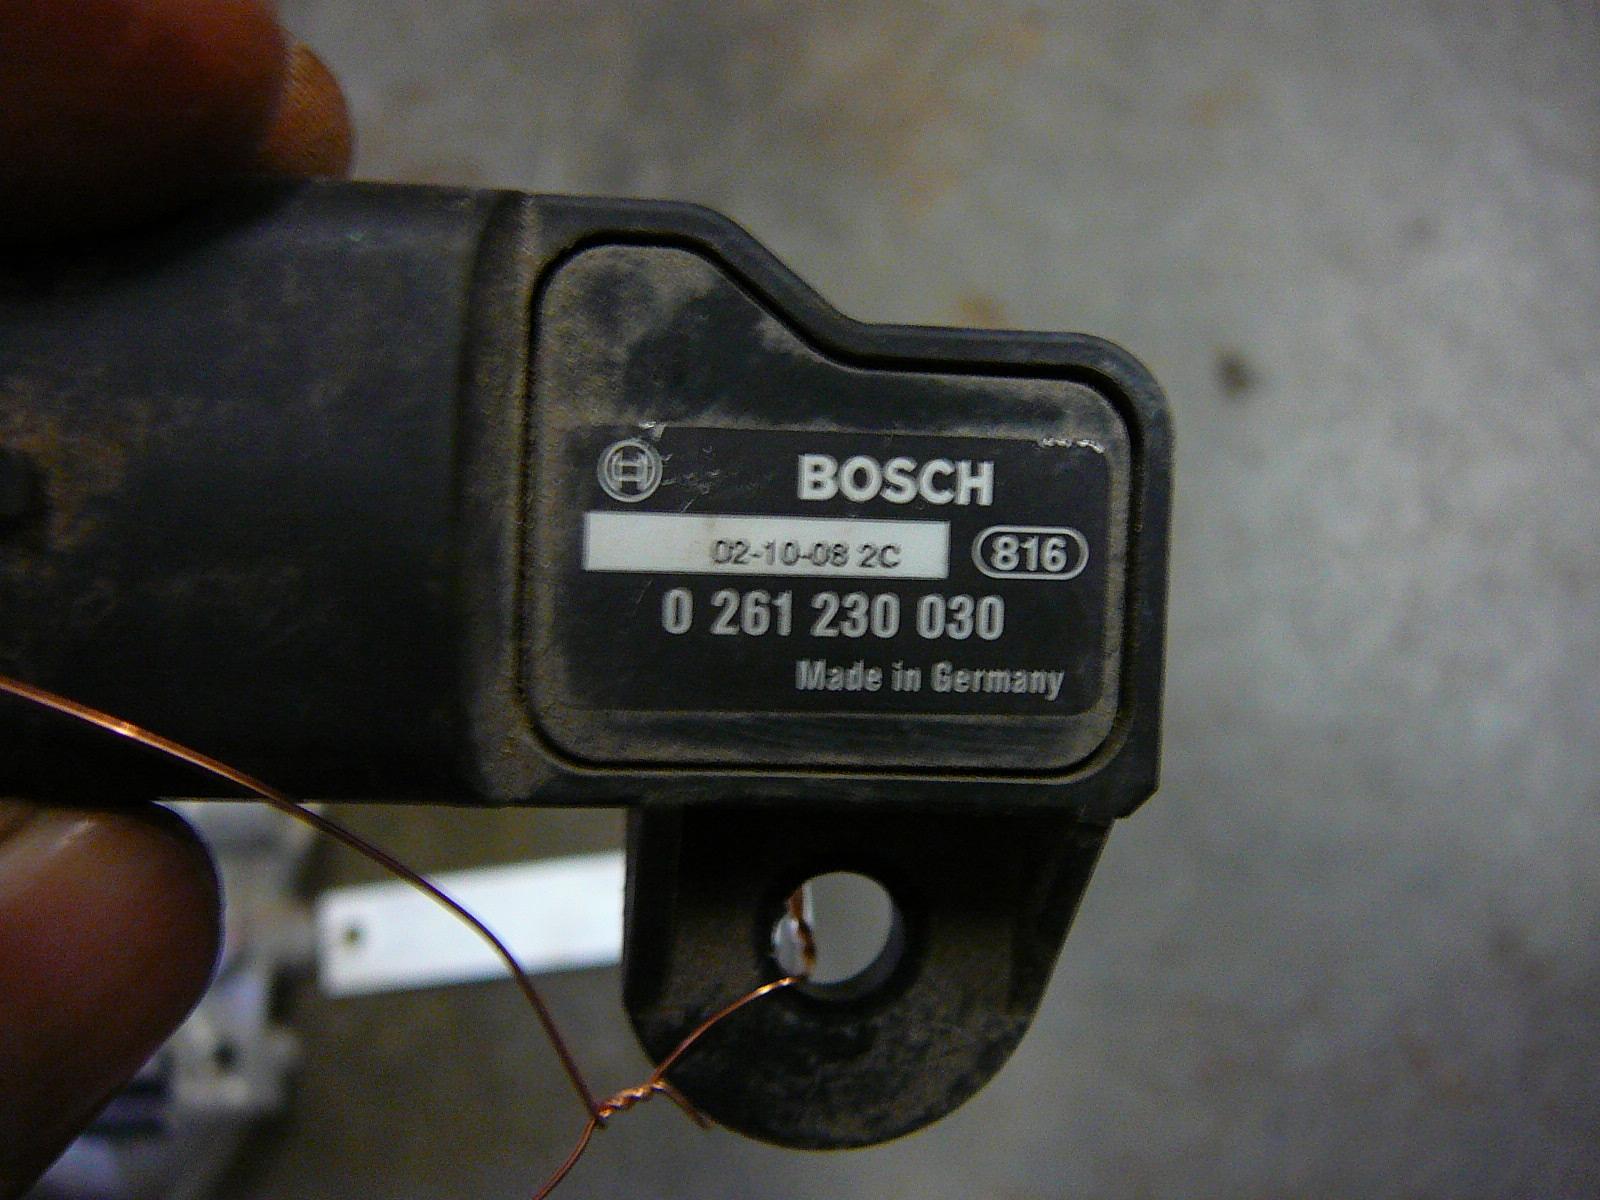 BOSCH
02-10-08 2C
816
0 261 230 030
Made in Germany